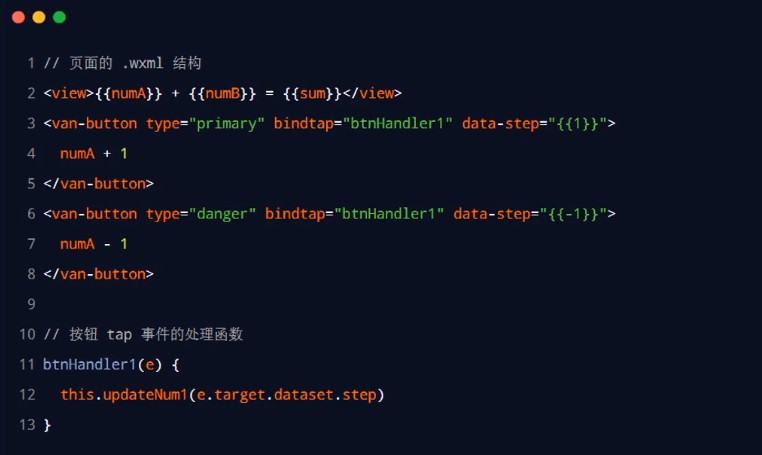 1 // 页面的 .wxml 结构
2 <view>{{numA}} + {{numB}} = {{sum}}</view>
3 <van-button type="primary" bindtap="btnHandler1" data-step="{{1}}">
4   numA + 1
5 </van-button>
6 <van-button type="danger" bindtap="btnHandler1" data-step="{{-1}}">
7   numA - 1
8 </van-button>
9
10 // 按钮 tap 事件的处理函数
11 btnHandler1(e) {
12   this.updateNum1(e.target.dataset.step)
13 }